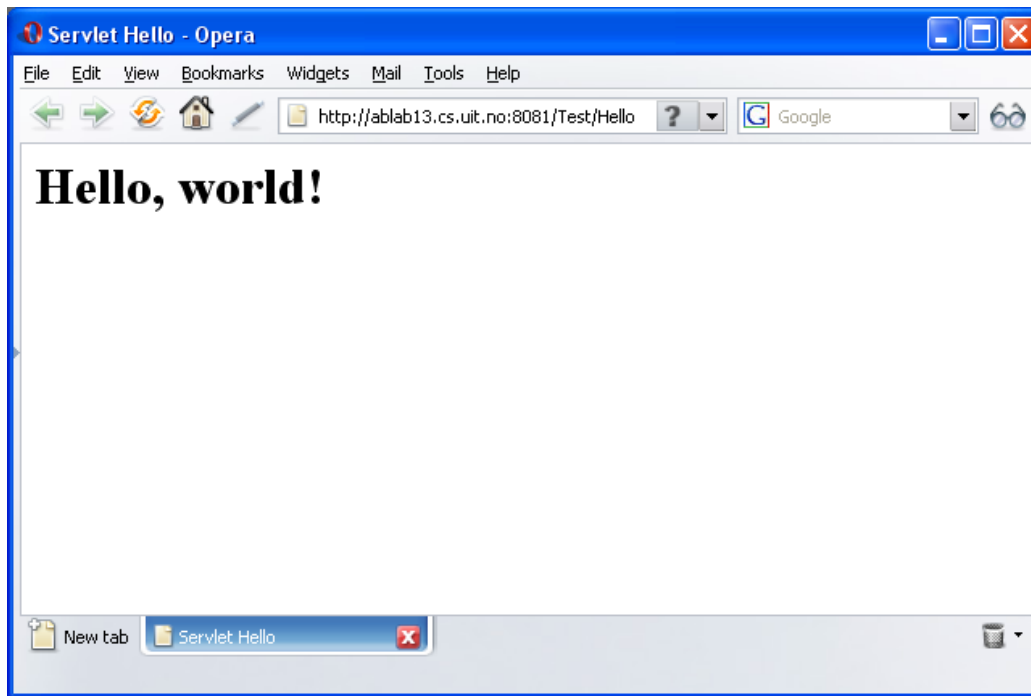 Servlet Hello - Opera
File Edit View Bookmarks Widgets Mail Tools Help
http://ablab13.cs.uit.no:8081/Test/Hello ? G Google
Hello, world!
New tab Servlet Hello